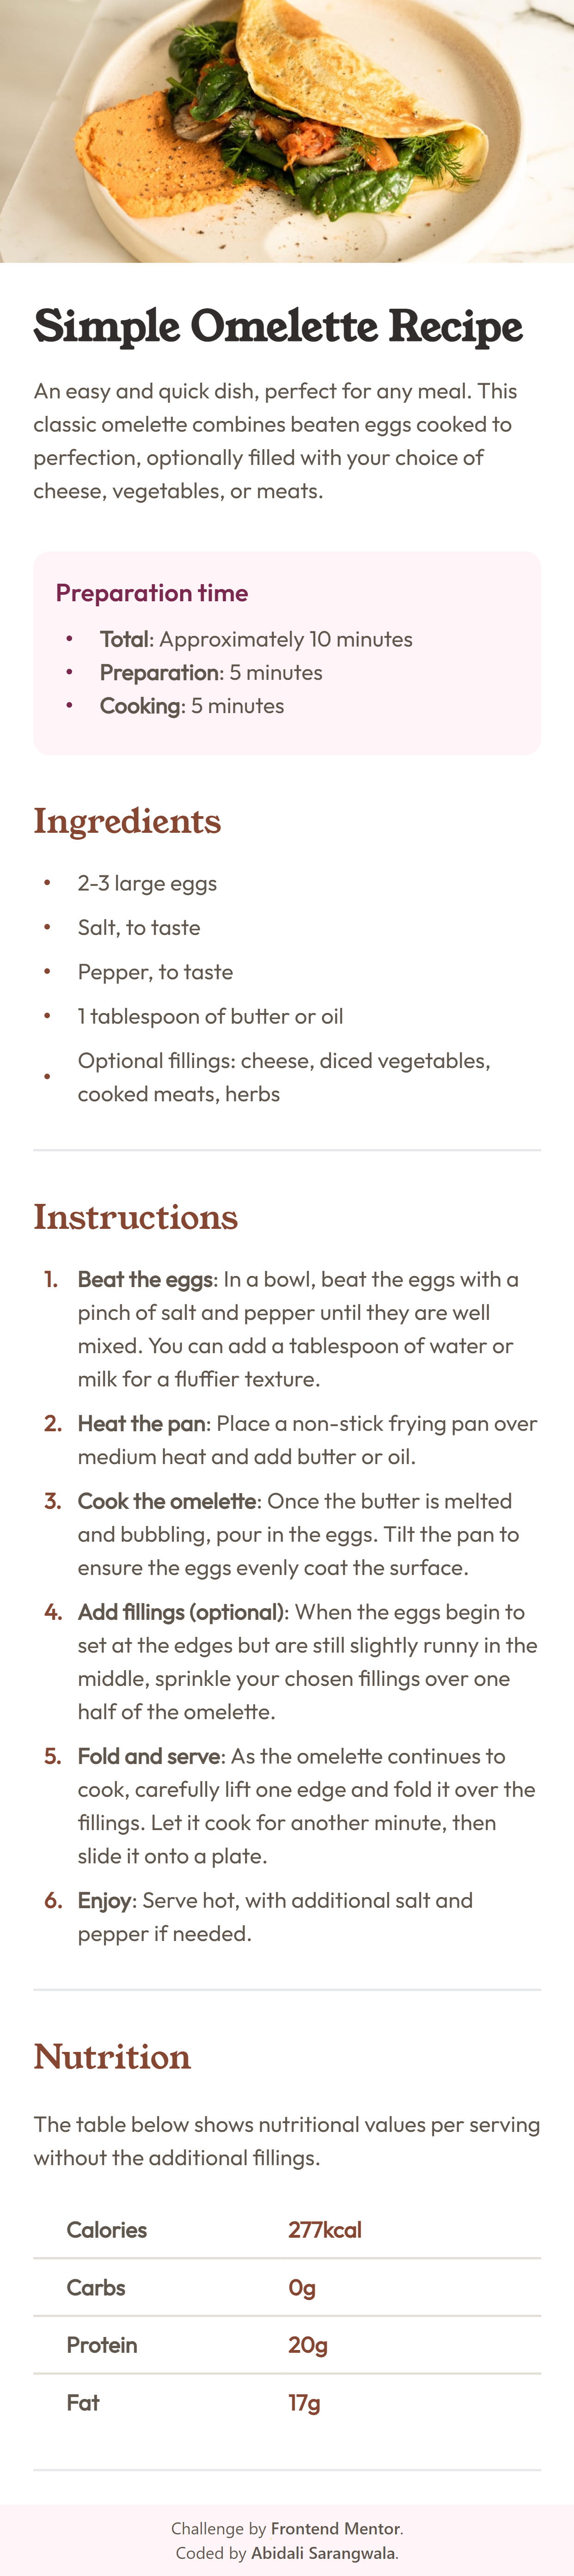 Simple Omelette Recipe
An easy and quick dish, perfect for any meal. This
classic omelette combines beaten eggs cooked to
perfection, optionally filled with your choice of
cheese, vegetables, or meats.
Preparation time
• Total: Approximately 10 minutes
• Preparation: 5 minutes
• Cooking: 5 minutes
Ingredients
• 2-3 large eggs
• Salt, to taste
• Pepper, to taste
• 1 tablespoon of butter or oil
• Optional fillings: cheese, diced vegetables,
cooked meats, herbs
Instructions
1. Beat the eggs: In a bowl, beat the eggs with a
pinch of salt and pepper until they are well
mixed. You can add a tablespoon of water or
milk for a fluffier texture.
2. Heat the pan: Place a non-stick frying pan over
medium heat and add butter or oil.
3. Cook the omelette: Once the butter is melted
and bubbling, pour in the eggs. Tilt the pan to
ensure the eggs evenly coat the surface.
4. Add fillings (optional): When the eggs begin to
set at the edges but are still slightly runny in the
middle, sprinkle your chosen fillings over one
half of the omelette.
5. Fold and serve: As the omelette continues to
cook, carefully lift one edge and fold it over the
fillings. Let it cook for another minute, then
slide it onto a plate.
6. Enjoy: Serve hot, with additional salt and
pepper if needed.
Nutrition
The table below shows nutritional values per serving
without the additional fillings.
Calories 277kcal
Carbs 0g
Protein 20g
Fat 17g
Challenge by Frontend Mentor.
Coded by Abidali Sarangwala.